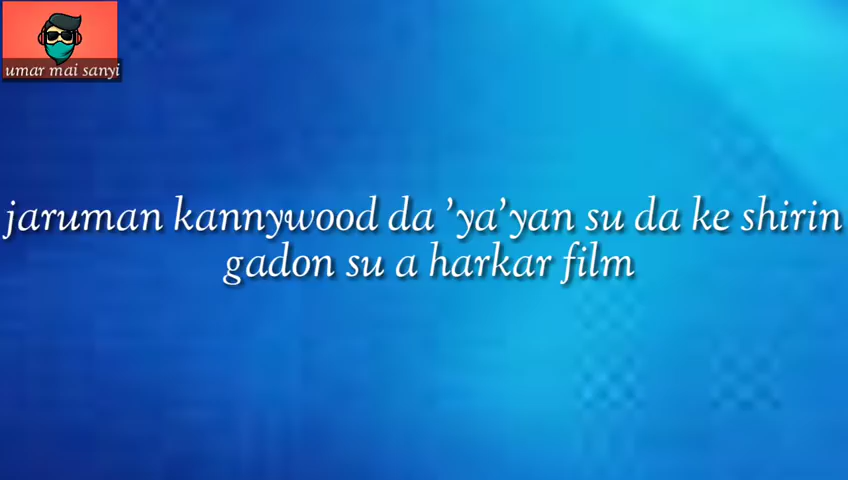 umar mai sanyi
jaruman kannywood da 'ya'yan su da ke shirin
gadon su a harkar film